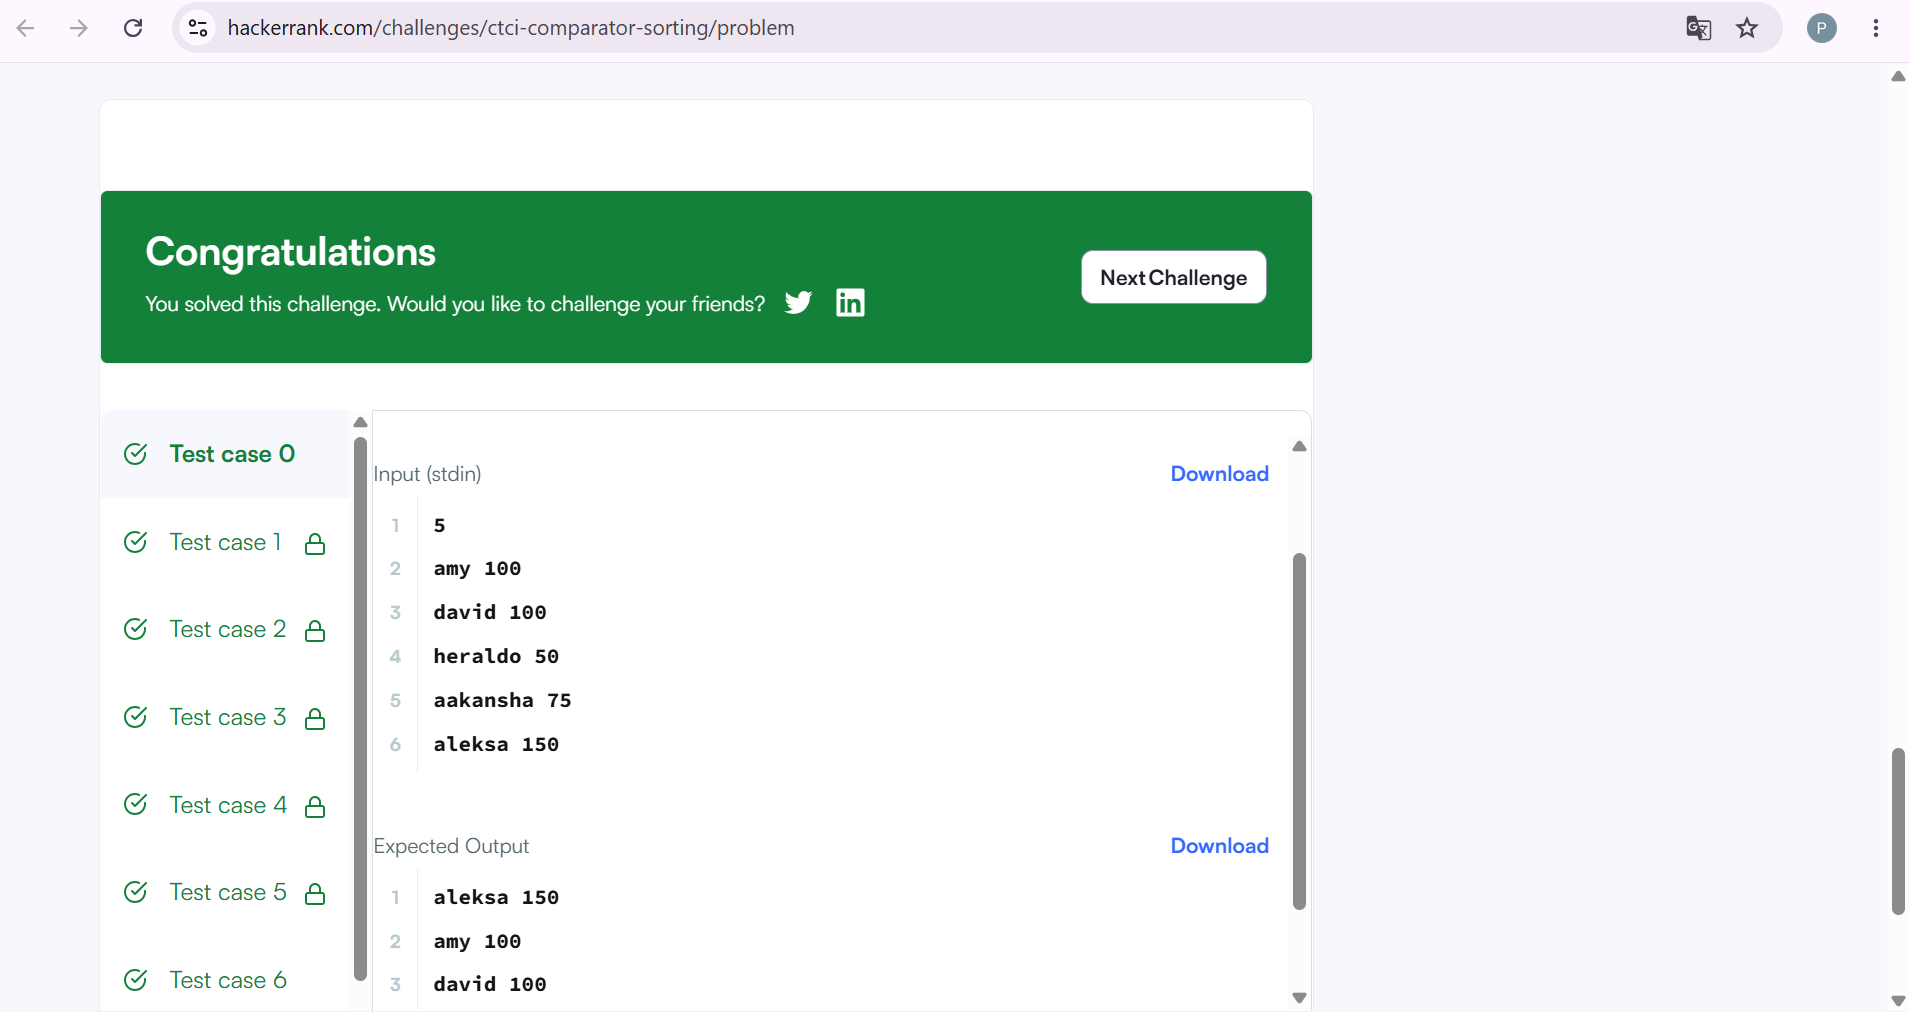 hackerrank.com/challenges/ctci-comparator-sorting/problem
P
Congratulations
You solved this challenge. Would you like to challenge your friends?
Next Challenge
Test case 0
Test case 1
Test case 2
Test case 3
Test case 4
Test case 5
Test case 6
Input (stdin)
Download
1 5
2 amy 100
3 david 100
4 heraldo 50
5 aakansha 75
6 aleksa 150
Expected Output
Download
1 aleksa 150
2 amy 100
3 david 100